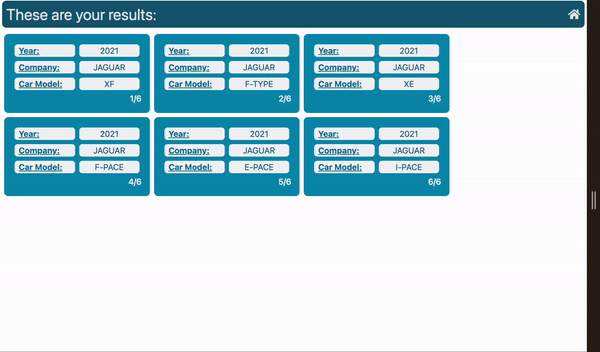 These are your results:
Year: 2021
Company: JAGUAR
Car Model: XF
1/6
Year: 2021
Company: JAGUAR
Car Model: F-TYPE
2/6
Year: 2021
Company: JAGUAR
Car Model: XE
3/6
Year: 2021
Company: JAGUAR
Car Model: F-PACE
4/6
Year: 2021
Company: JAGUAR
Car Model: E-PACE
5/6
Year: 2021
Company: JAGUAR
Car Model: I-PACE
6/6